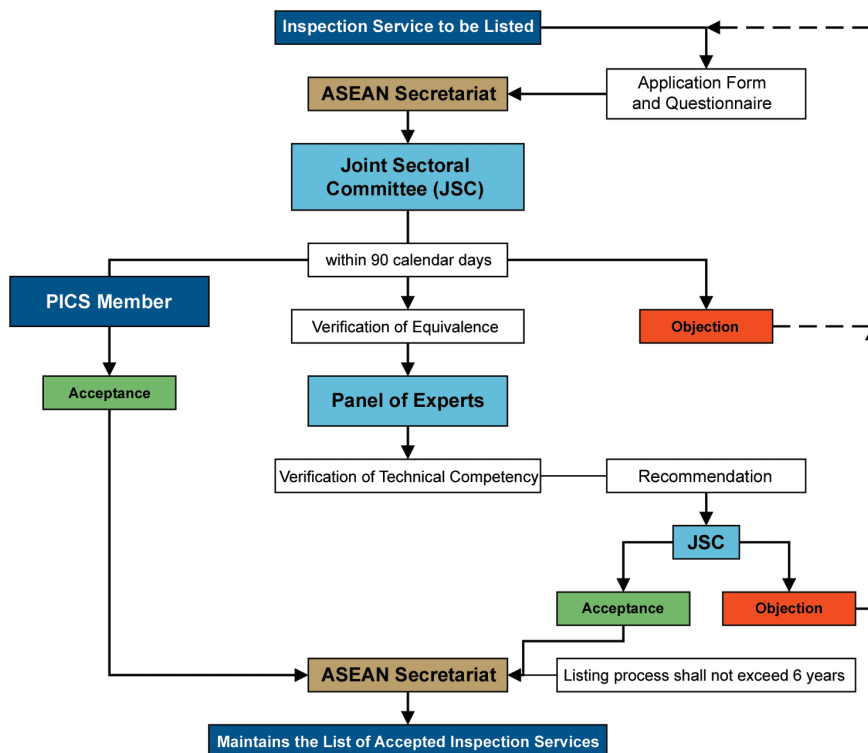 Inspection Service to be Listed
Application Form
and Questionnaire
ASEAN Secretariat
Joint Sectoral
Committee (JSC)
within 90 calendar days
PICS Member
Verification of Equivalence
Objection
Acceptance
Panel of Experts
Verification of Technical Competency
Recommendation
JSC
Acceptance
Objection
ASEAN Secretariat
Listing process shall not exceed 6 years
Maintains the List of Accepted Inspection Services